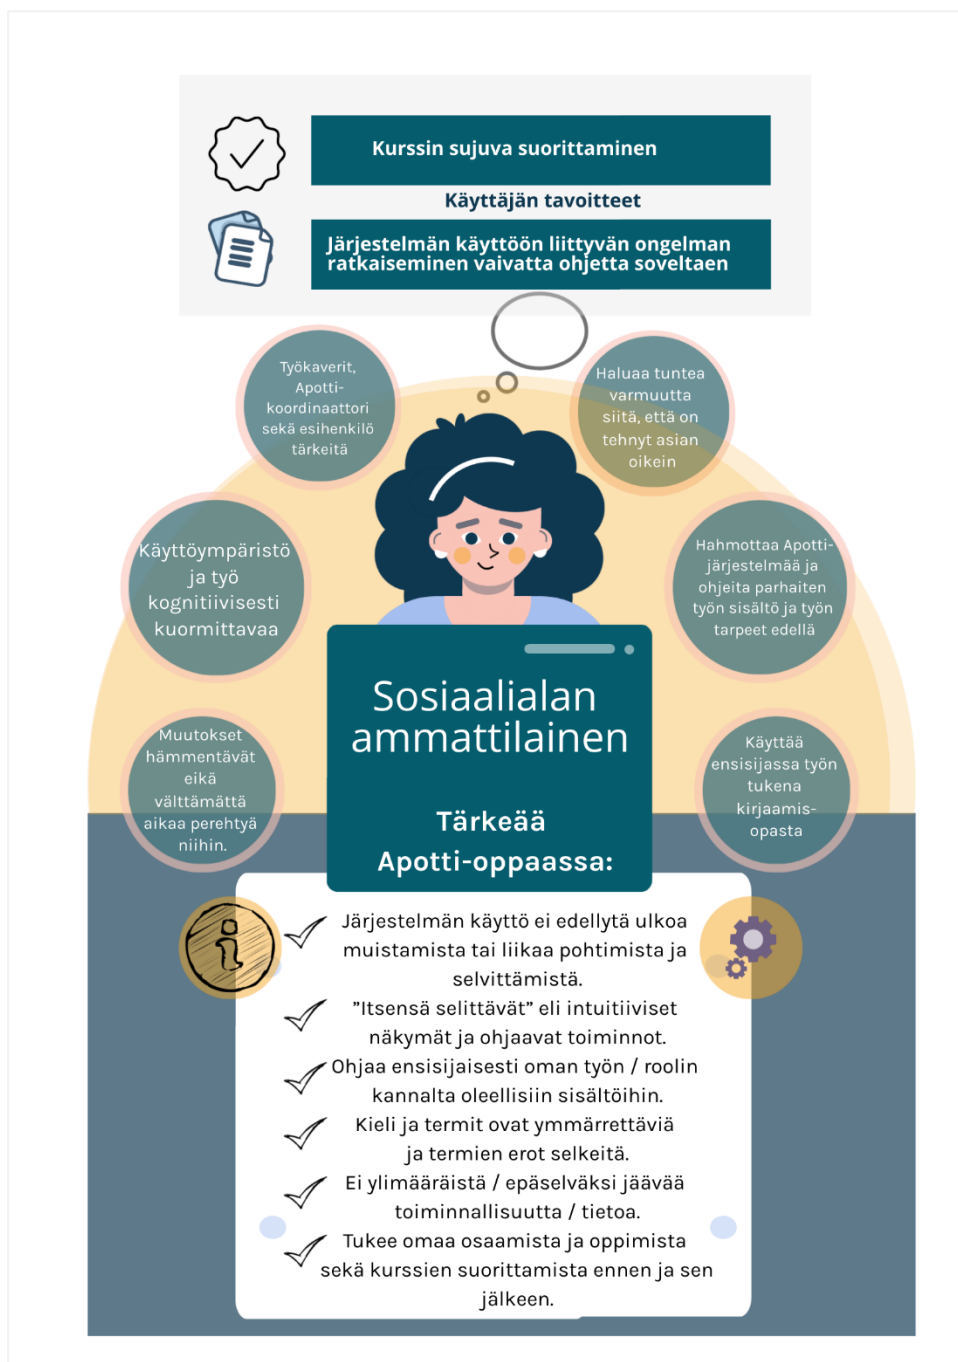 Kurssin sujuva suorittaminen
Käyttäjän tavoitteet
Järjestelmän käyttöön liittyvän ongelman
ratkaiseminen vaivatta ohjetta soveltaen
Työkaverit,
Apotti-
koordinaattori
sekä esihenkilö
tärkeitä
Haluaa tuntea
varmuutta
siitä, että on
tehnyt asian
oikein
Käyttöympäristö
ja työ
kognitiivisesti
kuormittavaa
Hahmottaa Apotti-
järjestelmää ja
ohjeita parhaiten
työn sisältö ja työn
tarpeet edellä
Muutokset
hämmentävät
eikä
välttämättä
aikaa perehtyä
niihin.
Käyttää
ensisijassa työn
tukena
kirjaamis-
opasta
Sosiaalialan
ammattilainen
Tärkeää
Apotti-oppaassa:
Järjestelmän käyttö ei edellytä ulkoa
muistamista tai liikaa pohtimista ja
selvittämistä.
”Itsensä selittävät” eli intuitiiviset
näkymät ja ohjaavat toiminnot.
Ohjaa ensisijaisesti oman työn / roolin
kannalta oleellisiin sisältöihin.
Kieli ja termit ovat ymmärrettäviä
ja termien erot selkeitä.
Ei ylimääräistä / epäselväksi jäävää
toiminnallisuutta / tietoa.
Tukee omaa osaamista ja oppimista
sekä kurssien suorittamista ennen ja sen
jälkeen.